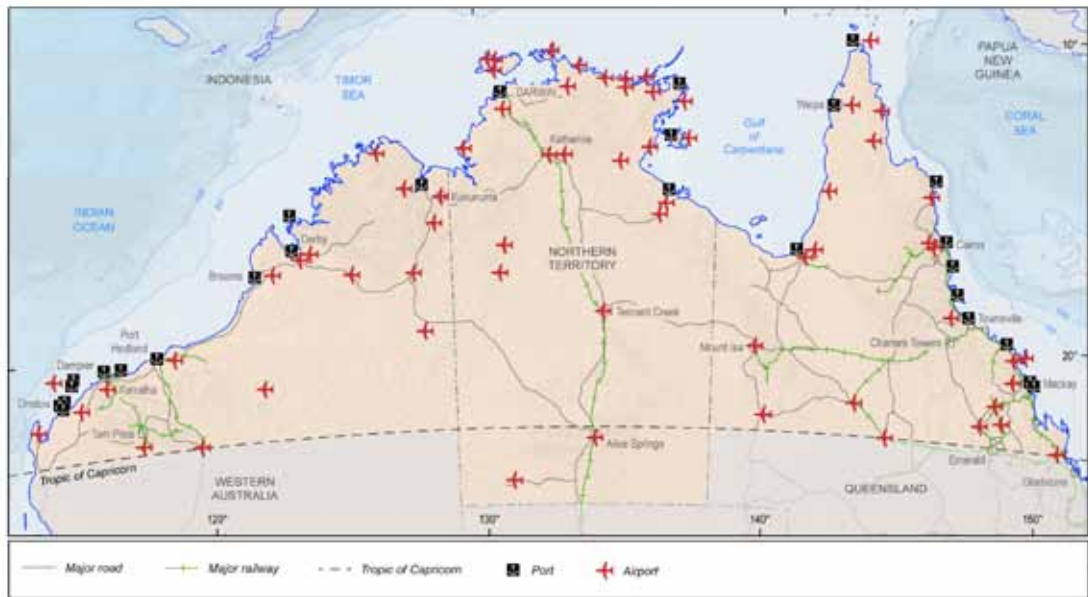 10°
PAPUA
NEW
GUINEA
INDONESIA
TIMOR
SEA
DARWIN
Weipa
CORAL
SEA
Gulf
of
Carpentaria
Katherine
Kununurra
INDIAN
OCEAN
Derby
NORTHERN
TERRITORY
Cairns
Broome
Tennant Creek
Townsville
Port
Hedland
Mount Isa
Charters Towers
20°
Dampier
Karratha
Mackay
Onslow
Tom Price
Alice Springs
Tropic of Capricorn
Emerald
Gladstone
WESTERN
AUSTRALIA
QUEENSLAND
120°
130°
140°
150°
Major road
Major railway
Tropic of Capricorn
Port
Airport